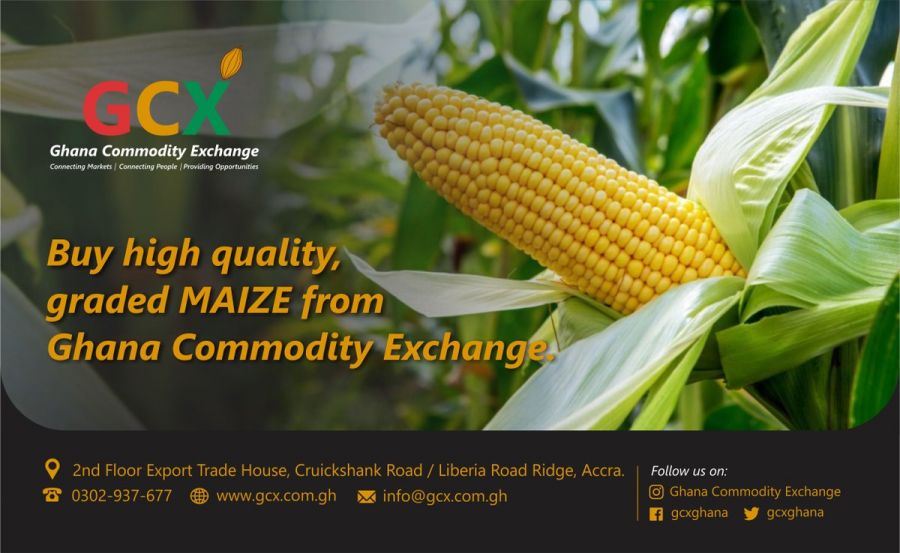 GCX
Ghana Commodity Exchange
Connecting Markets | Connecting People | Providing Opportunities
Buy high quality,
graded MAIZE from
Ghana Commodity Exchange.
2nd Floor Export Trade House, Cruickshank Road / Liberia Road Ridge, Accra.
0302-937-677 www.gcx.com.gh info@gcx.com.gh
Follow us on:
Ghana Commodity Exchange
gcxghana gcxghana